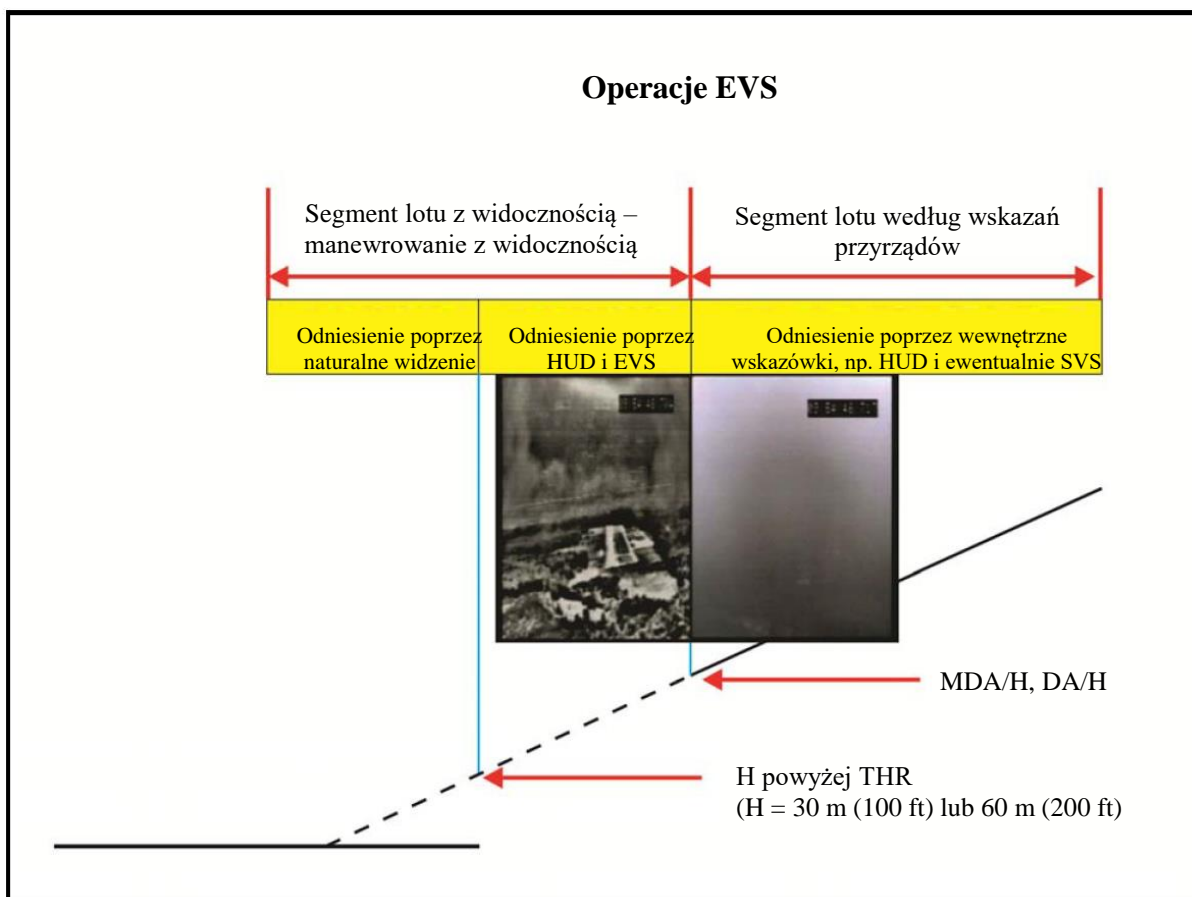 Operacje EVS
Segment lotu z widocznością –
manewrowanie z widocznością
Segment lotu według wskazań
przyrządów
Odniesienie poprzez
naturalne widzenie
Odniesienie poprzez
HUD i EVS
Odniesienie poprzez wewnętrzne
wskazówki, np. HUD i ewentualnie SVS
MDA/H, DA/H
H powyżej THR
(H = 30 m (100 ft) lub 60 m (200 ft)